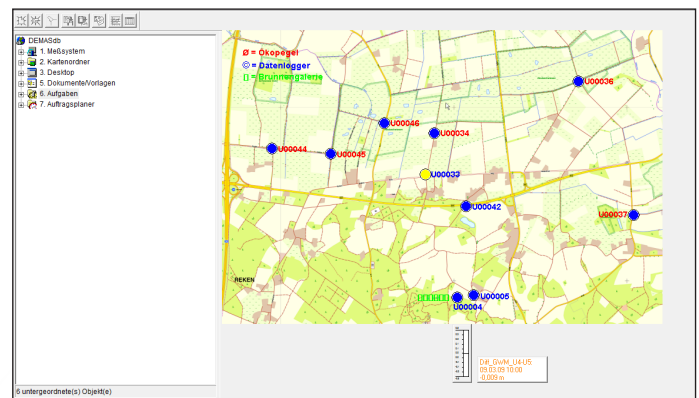 DEMASdb
1. Meßsystem
2. Kartenordner
3. Desktop
5. Dokumente/Vorlagen
6. Aufgaben
7. Auftragsplaner
Ø = Ökopegel
© = Datenlogger
[] = Brunnengalerie
U00036
U00046
U00034
U00044
U00045
U00033
U00042
U00037
REKEN
U00005
U00004
Diff_GWM_U4-U5:
09.03.09 10:00
-0,009 m
6 untergeordnete(s) Objekt(e)